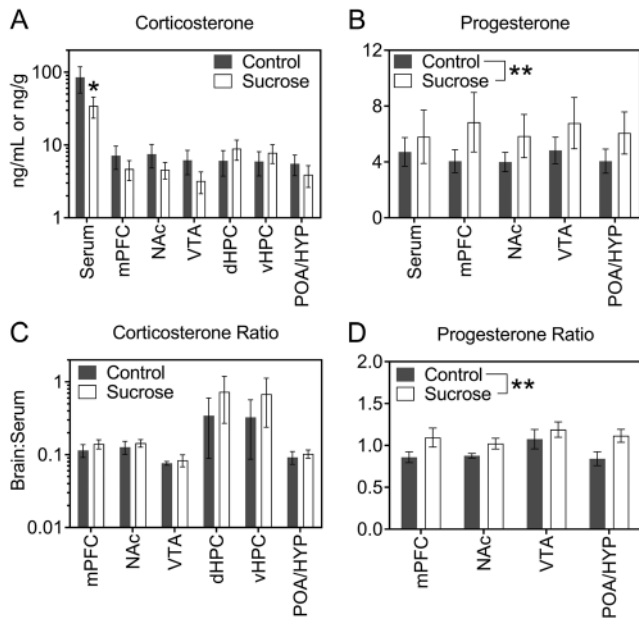 A
Corticosterone
ng/mL or ng/g
100
10
1
Control
Sucrose
*
Serum
mPFC
NAc
VTA
dHPC
vHPC
POA/HYP
B
Progesterone
12
8
4
0
Control
Sucrose
**
Serum
mPFC
NAc
VTA
POA/HYP
C
Corticosterone Ratio
Brain:Serum
1
0.1
0.01
Control
Sucrose
mPFC
NAc
VTA
dHPC
vHPC
POA/HYP
D
Progesterone Ratio
2.0
1.5
1.0
0.5
0.0
Control
Sucrose
**
mPFC
NAc
VTA
POA/HYP